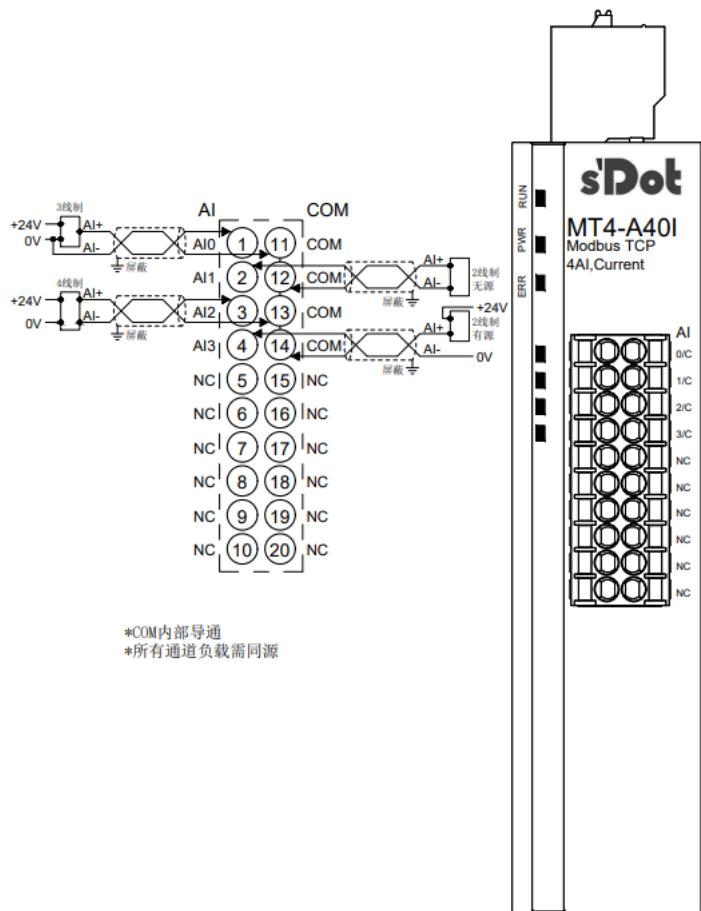 AI COM
3线制
+24V
0V
AI+
AI-
屏蔽
AI0 1 11 COM
AI1 2 12 COM
AI+
AI-
2线制
无源
屏蔽
4线制
+24V
0V
AI+
AI-
屏蔽
AI2 3 13 COM
AI3 4 14 COM
+24V
AI+
AI-
2线制
有源
0V
屏蔽
NC 5 15 NC
NC 6 16 NC
NC 7 17 NC
NC 8 18 NC
NC 9 19 NC
NC 10 20 NC
*COM内部导通
*所有通道负载需同源
s'Dot
RUN
PWR
ERR
MT4-A40I
Modbus TCP
4AI,Current
AI
0/C
1/C
2/C
3/C
NC
NC
NC
NC
NC
NC